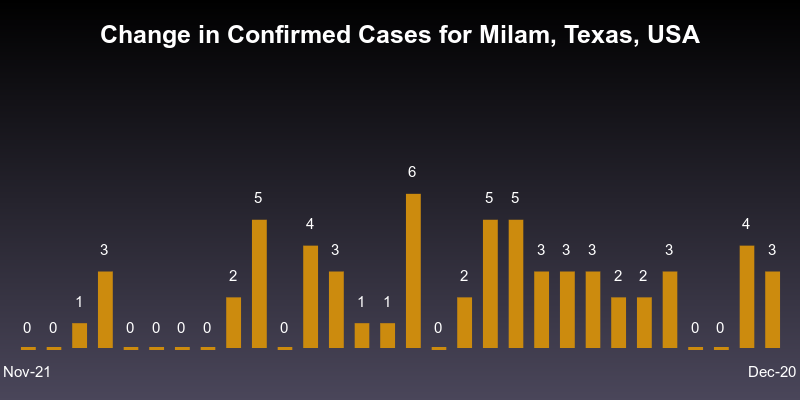 Change in Confirmed Cases for Milam, Texas, USA
0 0 1 3 0 0 0 0 2 5 0 4 3 1 1 6 0 2 5 5 3 3 3 2 2 3 0 0 4 3
Nov-21 Dec-20